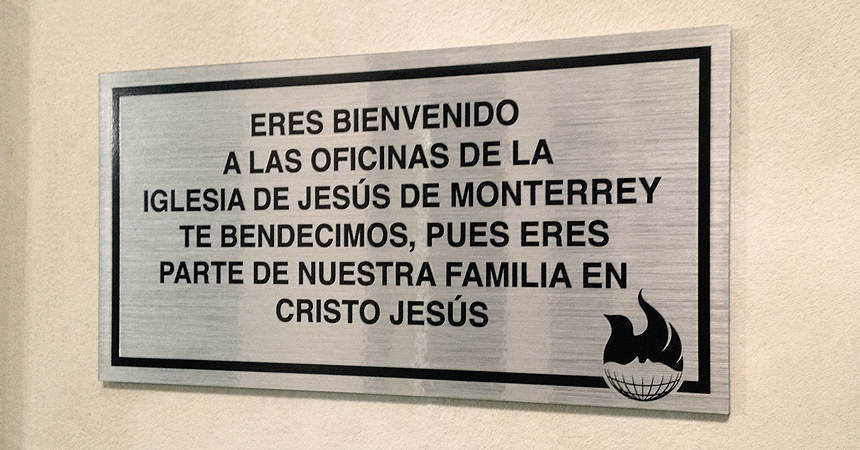 ERES BIENVENIDO
A LAS OFICINAS DE LA
IGLESIA DE JESÚS DE MONTERREY
TE BENDECIMOS, PUES ERES
PARTE DE NUESTRA FAMILIA EN
CRISTO JESÚS